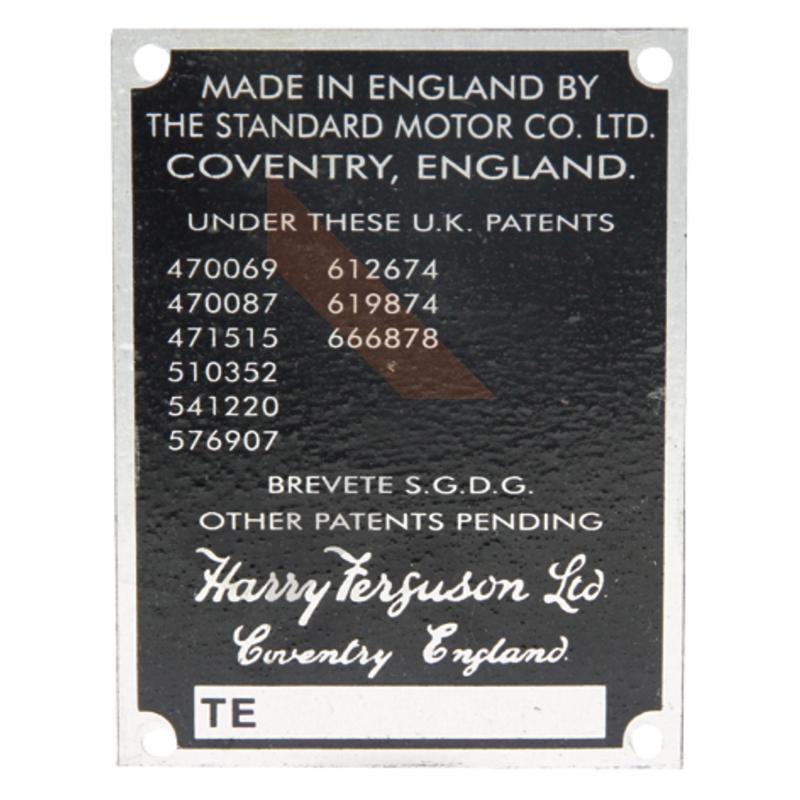 MADE IN ENGLAND BY
THE STANDARD MOTOR CO. LTD.
COVENTRY, ENGLAND.
UNDER THESE U.K. PATENTS
470069 612674
470087 619874
471515 666878
510352
541220
576907
BREVETE S.G.D.G.
OTHER PATENTS PENDING
Harry Ferguson Ltd.
Coventry England.
TE